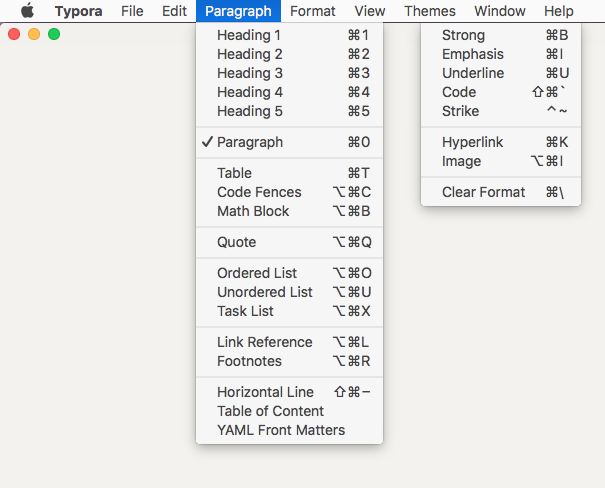 Typora File Edit Paragraph Format View Themes Window Help
Heading 1 ⌘1
Heading 2 ⌘2
Heading 3 ⌘3
Heading 4 ⌘4
Heading 5 ⌘5
✓ Paragraph ⌘0
Table ⌘T
Code Fences ⌥⌘C
Math Block ⌥⌘B
Quote ⌥⌘Q
Ordered List ⌥⌘O
Unordered List ⌥⌘U
Task List ⌥⌘X
Link Reference ⌥⌘L
Footnotes ⌥⌘R
Horizontal Line ⇧⌘−
Table of Content
YAML Front Matters
Strong ⌘B
Emphasis ⌘I
Underline ⌘U
Code ⇧⌘`
Strike ^~
Hyperlink ⌘K
Image ⌥⌘I
Clear Format ⌘\